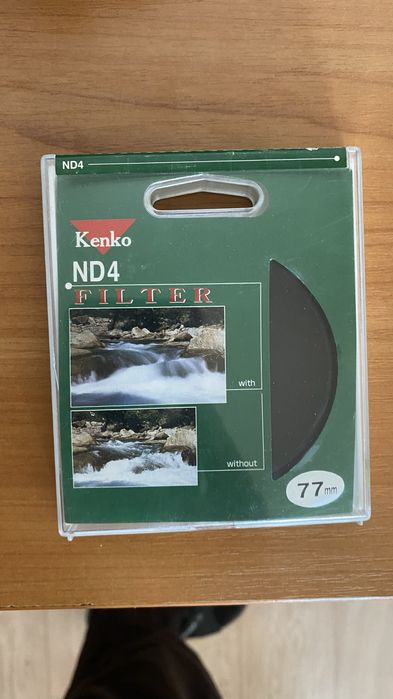 ND4
Kenko
ND4
FILTER
with
without
77mm